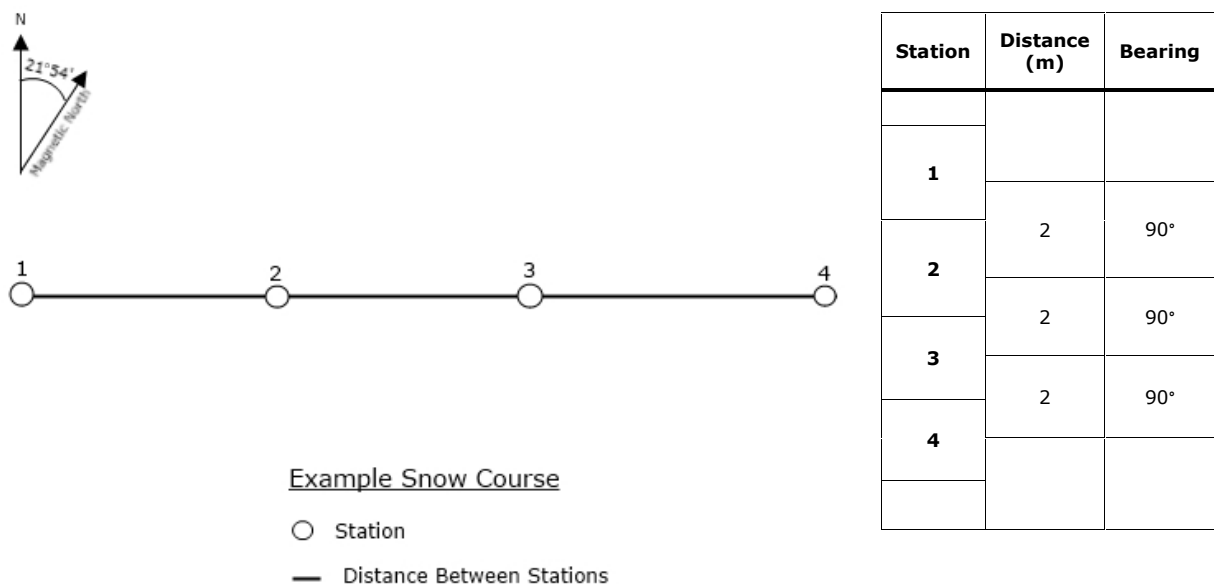 N
21°54'
Magnetic North
1
2
3
4
Example Snow Course
Station
Distance Between Stations
Station Distance (m) Bearing
1
2 90°
2
2 90°
3
2 90°
4